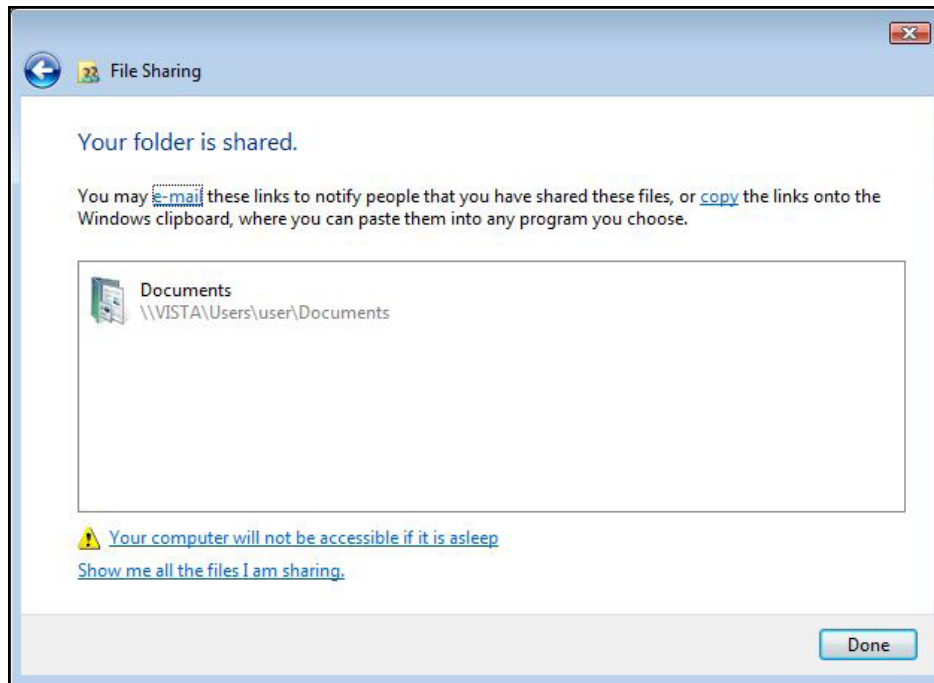 File Sharing
Your folder is shared.
You may e-mail these links to notify people that you have shared these files, or copy the links onto the
Windows clipboard, where you can paste them into any program you choose.
Documents
\\VISTA\Users\user\Documents
Your computer will not be accessible if it is asleep
Show me all the files I am sharing.
Done